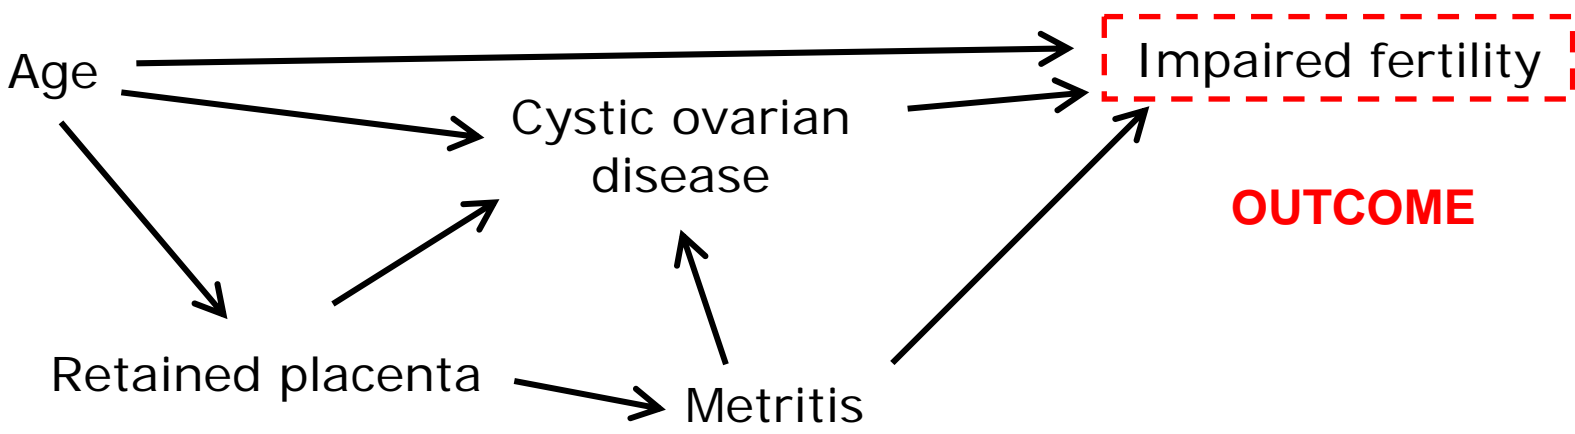 Age
Impaired fertility
Cystic ovarian
disease
OUTCOME
Retained placenta
Metritis